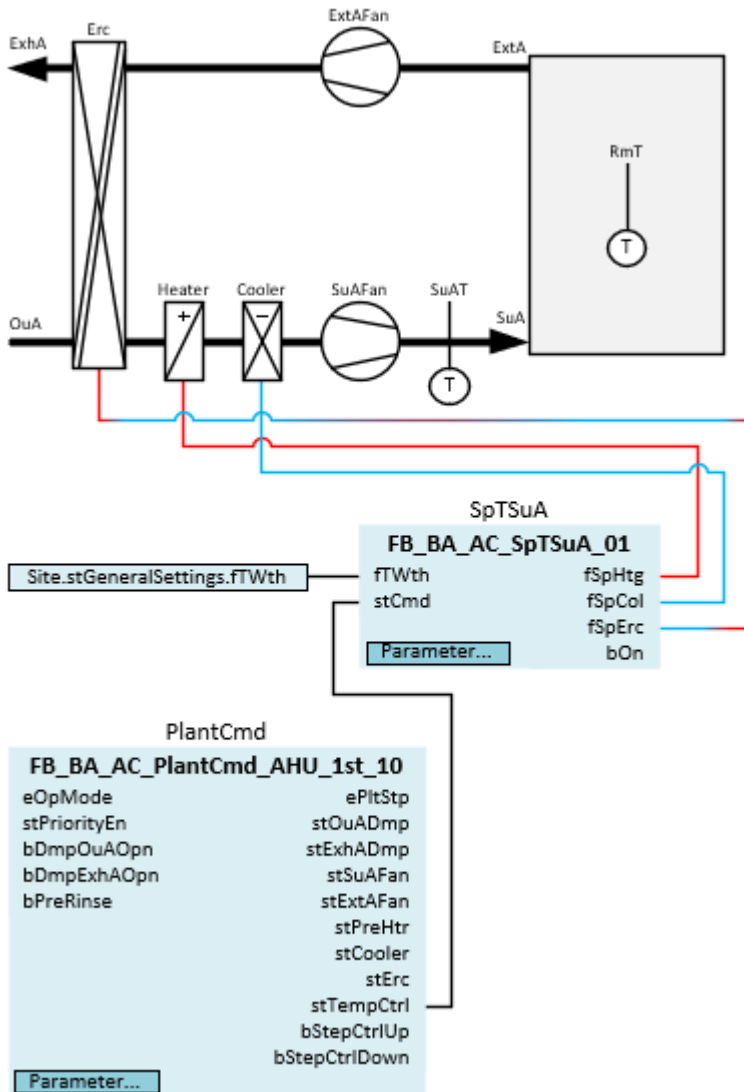 ExtAFan
Erc
ExhA
ExtA
RmT
T
Heater
Cooler
SuAFan
SuAT
OuA
SuA
+
−
T
SpTSuA
FB_BA_AC_SpTSuA_01
Site.stGeneralSettings.fTWth
fTWth
fSpHtg
stCmd
fSpCol
fSpErc
Parameter...
bOn
PlantCmd
FB_BA_AC_PlantCmd_AHU_1st_10
eOpMode
ePltStp
stPriorityEn
stOuADmp
bDmpOuAOpn
stExhADmp
bDmpExhAOpn
stSuAFan
bPreRinse
stExtAFan
stPreHtr
stCooler
stErc
stTempCtrl
bStepCtrlUp
bStepCtrlDown
Parameter...